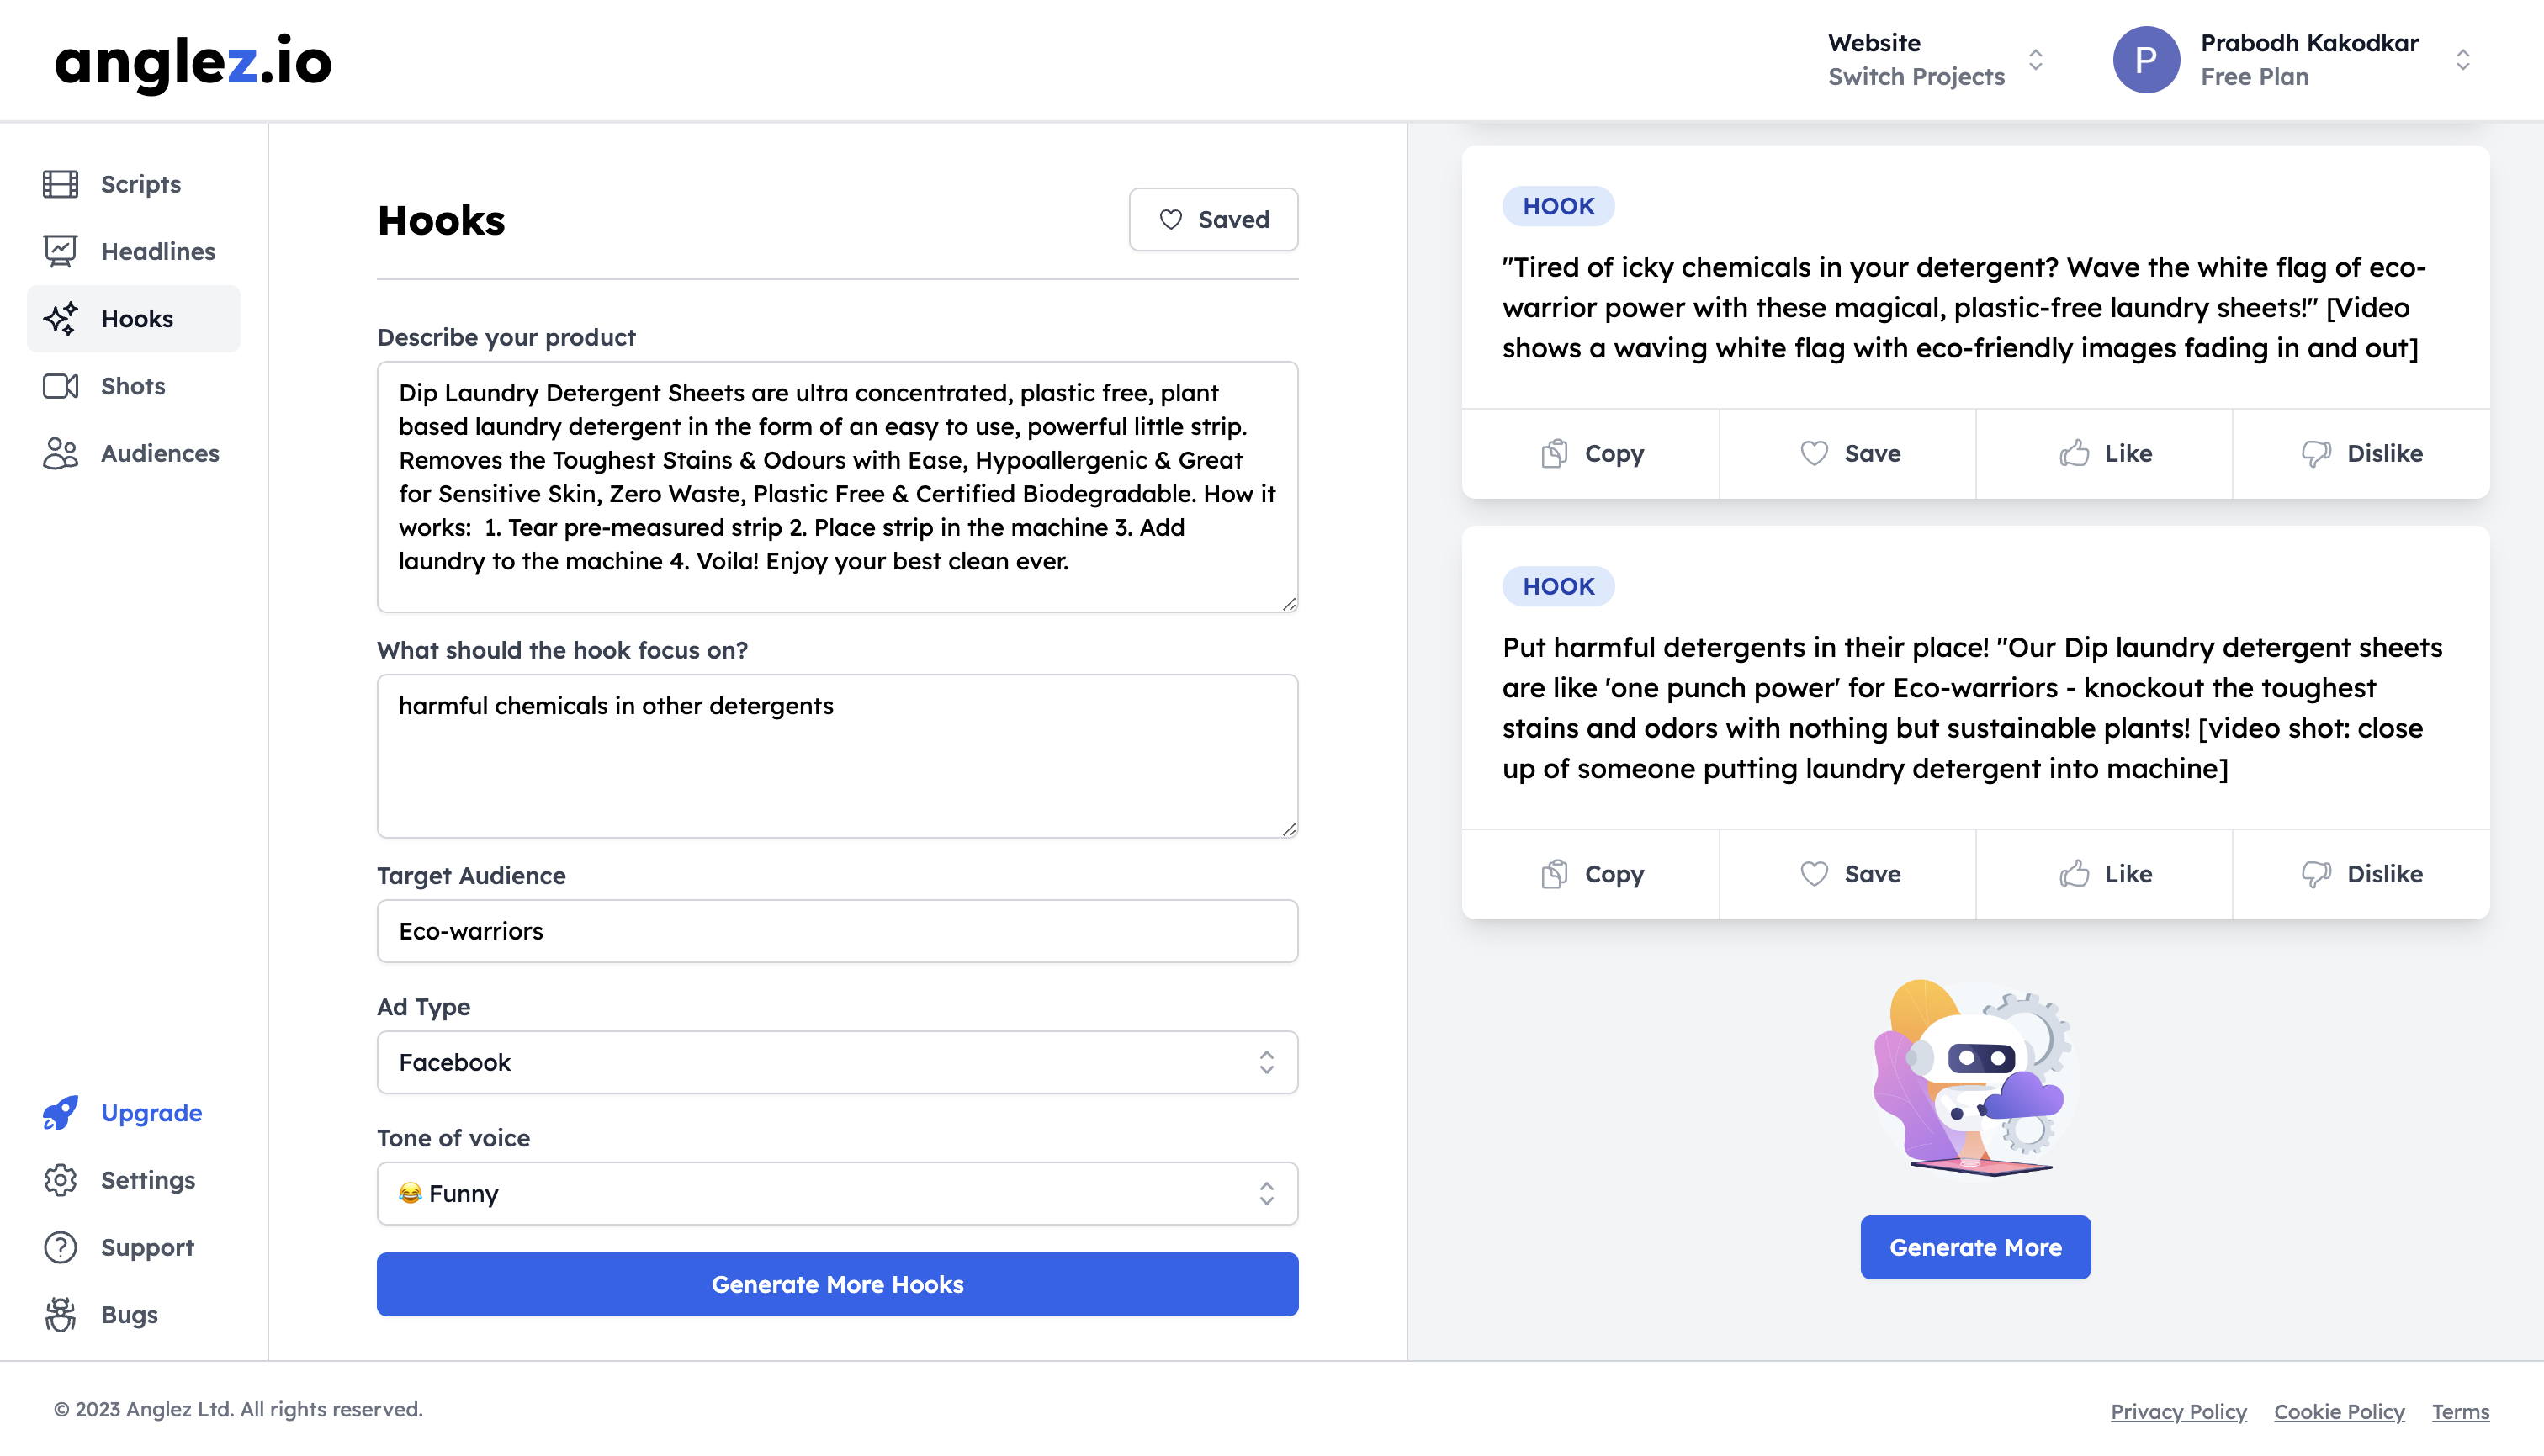 anglez.io
Website
Switch Projects
P
Prabodh Kakodkar
Free Plan
Scripts
Headlines
Hooks
Shots
Audiences
Upgrade
Settings
Support
Bugs
Hooks
Saved
Describe your product
Dip Laundry Detergent Sheets are ultra concentrated, plastic free, plant
based laundry detergent in the form of an easy to use, powerful little strip.
Removes the Toughest Stains & Odours with Ease, Hypoallergenic & Great
for Sensitive Skin, Zero Waste, Plastic Free & Certified Biodegradable. How it
works:  1. Tear pre-measured strip 2. Place strip in the machine 3. Add
laundry to the machine 4. Voila! Enjoy your best clean ever.
What should the hook focus on?
harmful chemicals in other detergents
Target Audience
Eco-warriors
Ad Type
Facebook
Tone of voice
😂 Funny
Generate More Hooks
HOOK
"Tired of icky chemicals in your detergent? Wave the white flag of eco-
warrior power with these magical, plastic-free laundry sheets!" [Video
shows a waving white flag with eco-friendly images fading in and out]
Copy
Save
Like
Dislike
HOOK
Put harmful detergents in their place! "Our Dip laundry detergent sheets
are like 'one punch power' for Eco-warriors - knockout the toughest
stains and odors with nothing but sustainable plants! [video shot: close
up of someone putting laundry detergent into machine]
Copy
Save
Like
Dislike
Generate More
© 2023 Anglez Ltd. All rights reserved.
Privacy Policy
Cookie Policy
Terms